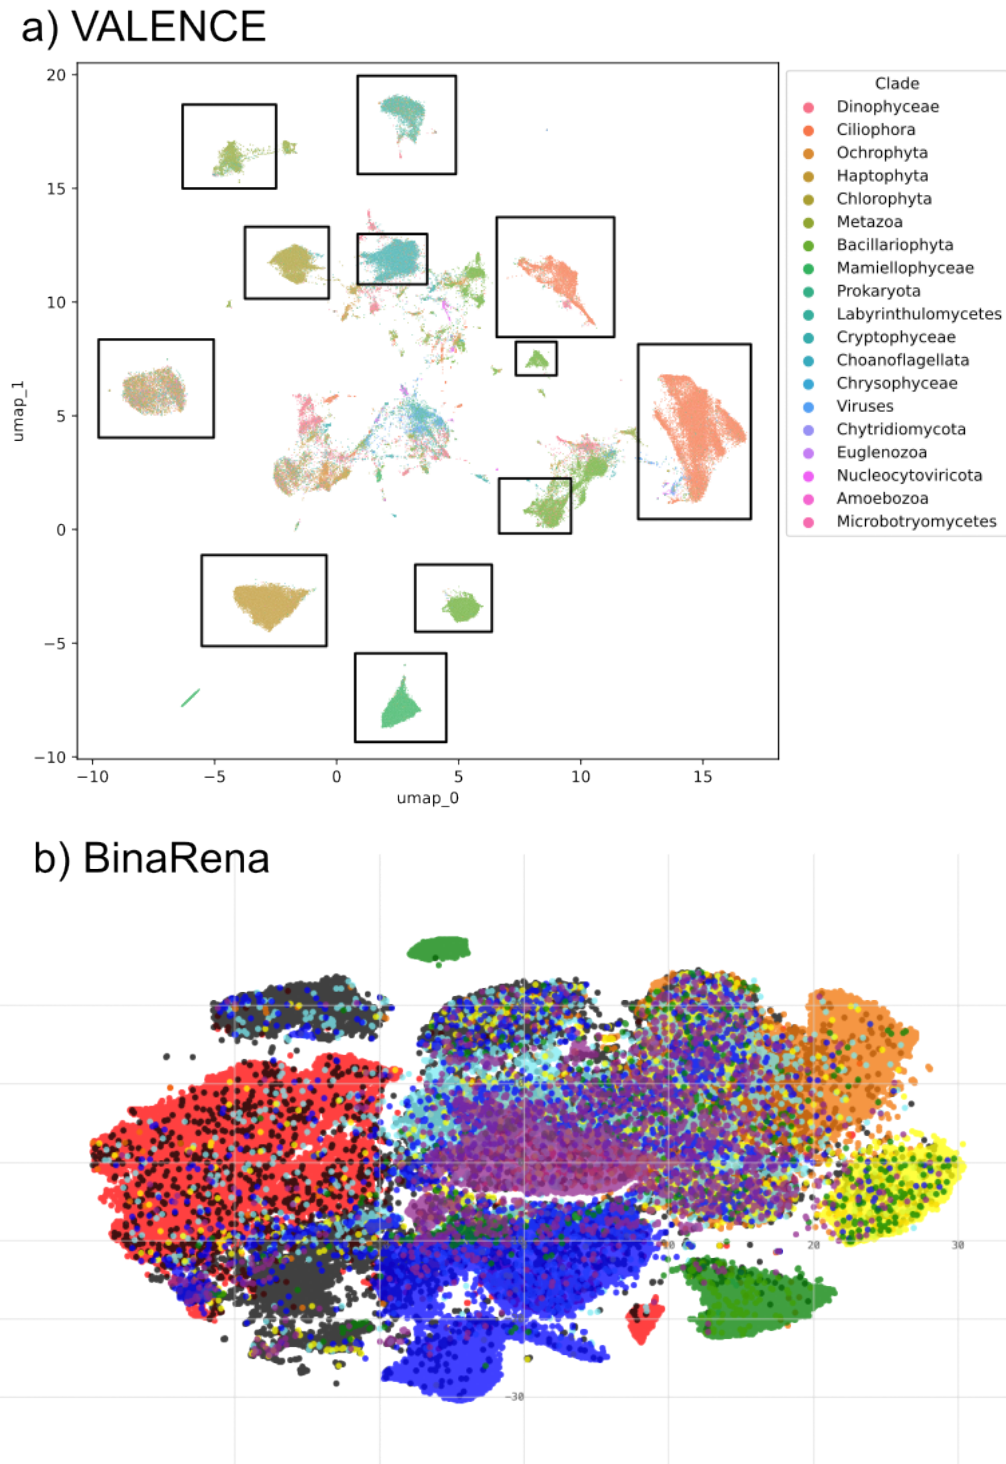 a) VALENCE
20
15
10
5
0
−5
−10
−10
−5
0
5
10
15
umap_0
umap_1
Clade
Dinophyceae
Ciliophora
Ochrophyta
Haptophyta
Chlorophyta
Metazoa
Bacillariophyta
Mamiellophyceae
Prokaryota
Labyrinthulomycetes
Cryptophyceae
Choanoflagellata
Chrysophyceae
Viruses
Chytridiomycota
Euglenozoa
Nucleocytoviricota
Amoebozoa
Microbotryomycetes
b) BinaRena
20
30
−30